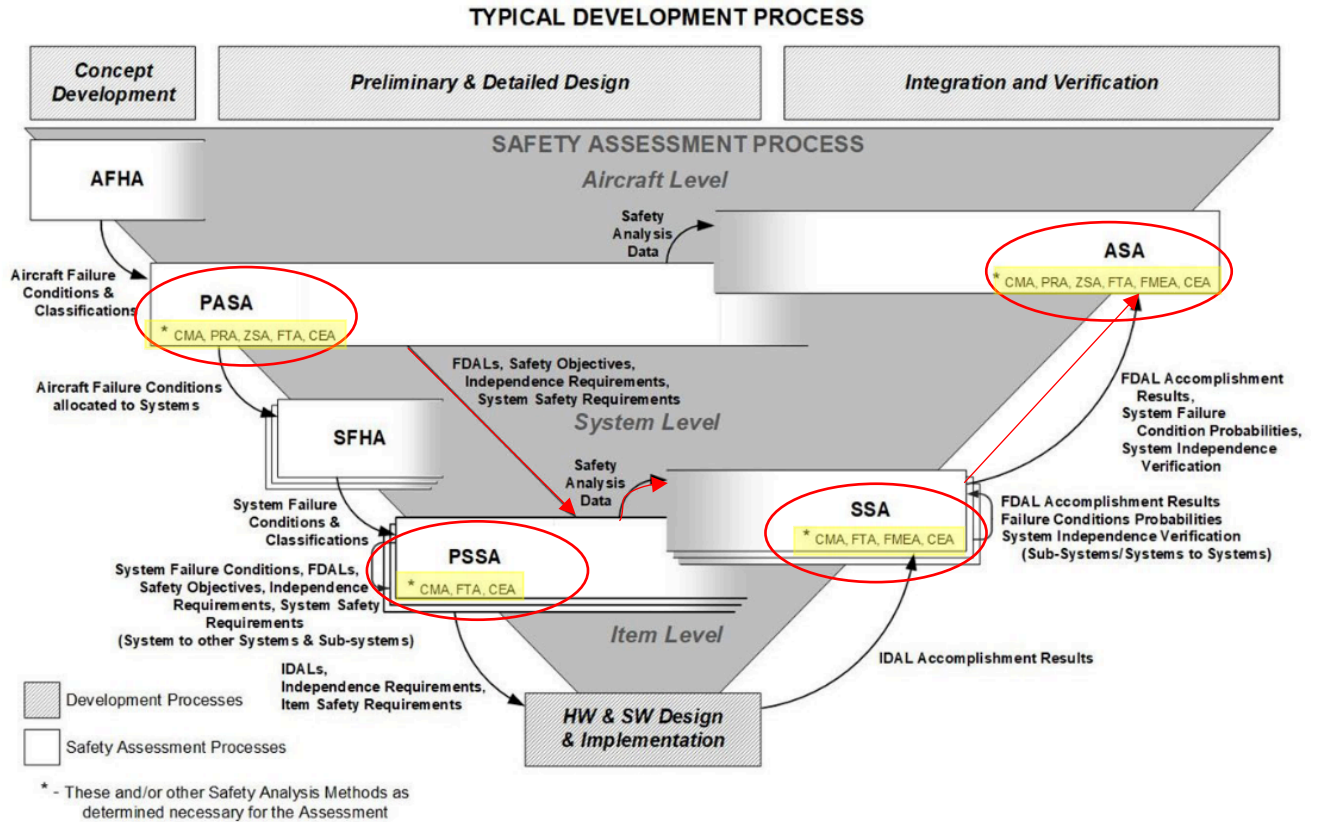 TYPICAL DEVELOPMENT PROCESS
Concept
Development
Preliminary & Detailed Design
Integration and Verification
SAFETY ASSESSMENT PROCESS
Aircraft Level
AFHA
Safety
Analysis
Data
ASA
* CMA, PRA, ZSA, FTA, FMEA, CEA
Aircraft Failure
Conditions &
Classifications
PASA
* CMA, PRA, ZSA, FTA, CEA
FDALs, Safety Objectives,
Independence Requirements,
System Safety Requirements
Aircraft Failure Conditions
allocated to Systems
FDAL Accomplishment
Results,
System Failure
Condition Probabilities,
System Independence
Verification
System Level
SFHA
Safety
Analysis
Data
System Failure
Conditions &
Classifications
SSA
* CMA, FTA, FMEA, CEA
FDAL Accomplishment Results
Failure Conditions Probabilities
System Independence Verification
(Sub-Systems/Systems to Systems)
PSSA
* CMA, FTA, CEA
System Failure Conditions, FDALs,
Safety Objectives, Independence
Requirements, System Safety
Requirements
(System to other Systems & Sub-systems)
Item Level
IDALs,
Independence Requirements,
Item Safety Requirements
IDAL Accomplishment Results
HW & SW Design
& Implementation
Development Processes
Safety Assessment Processes
* - These and/or other Safety Analysis Methods as
determined necessary for the Assessment